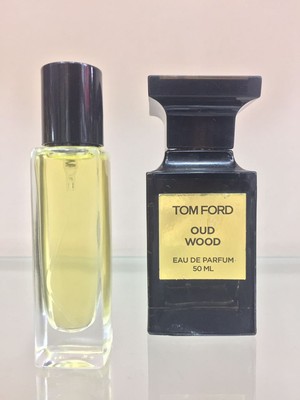 TOM FORD
OUD
WOOD
EAU DE PARFUM
50 ML